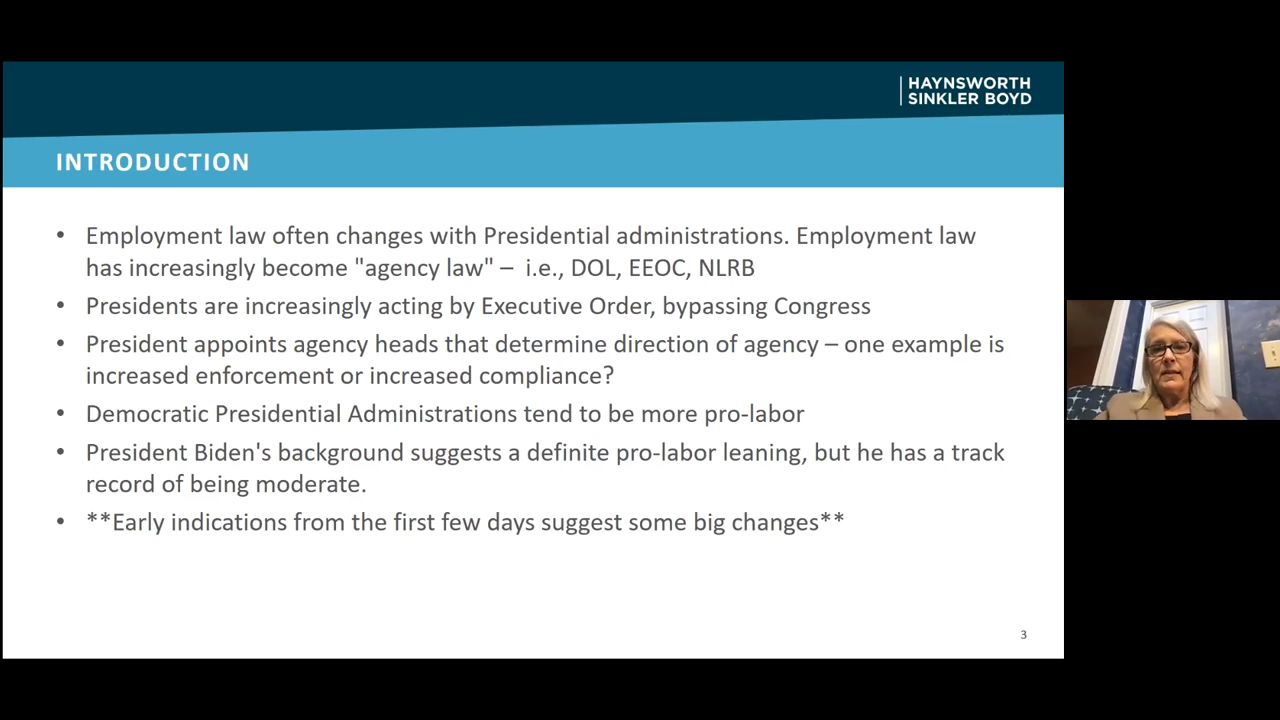 HAYNSWORTH
SINKLER BOYD
INTRODUCTION
• Employment law often changes with Presidential administrations. Employment law
has increasingly become "agency law" – i.e., DOL, EEOC, NLRB
• Presidents are increasingly acting by Executive Order, bypassing Congress
• President appoints agency heads that determine direction of agency – one example is
increased enforcement or increased compliance?
• Democratic Presidential Administrations tend to be more pro-labor
• President Biden's background suggests a definite pro-labor leaning, but he has a track
record of being moderate.
• **Early indications from the first few days suggest some big changes**
3